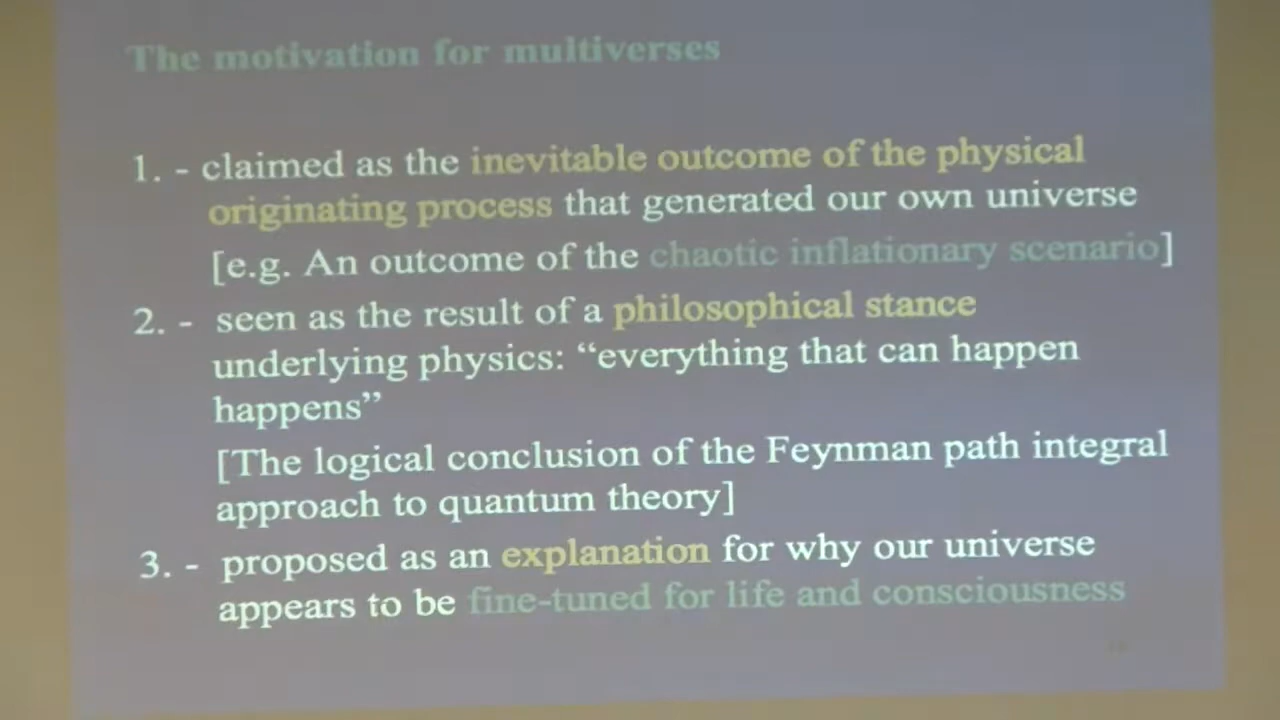 The motivation for multiverses
1. - claimed as the inevitable outcome of the physical
originating process that generated our own universe
[e.g. An outcome of the chaotic inflationary scenario]
2. - seen as the result of a philosophical stance
underlying physics: “everything that can happen
happens”
[The logical conclusion of the Feynman path integral
approach to quantum theory]
3. - proposed as an explanation for why our universe
appears to be fine-tuned for life and consciousness